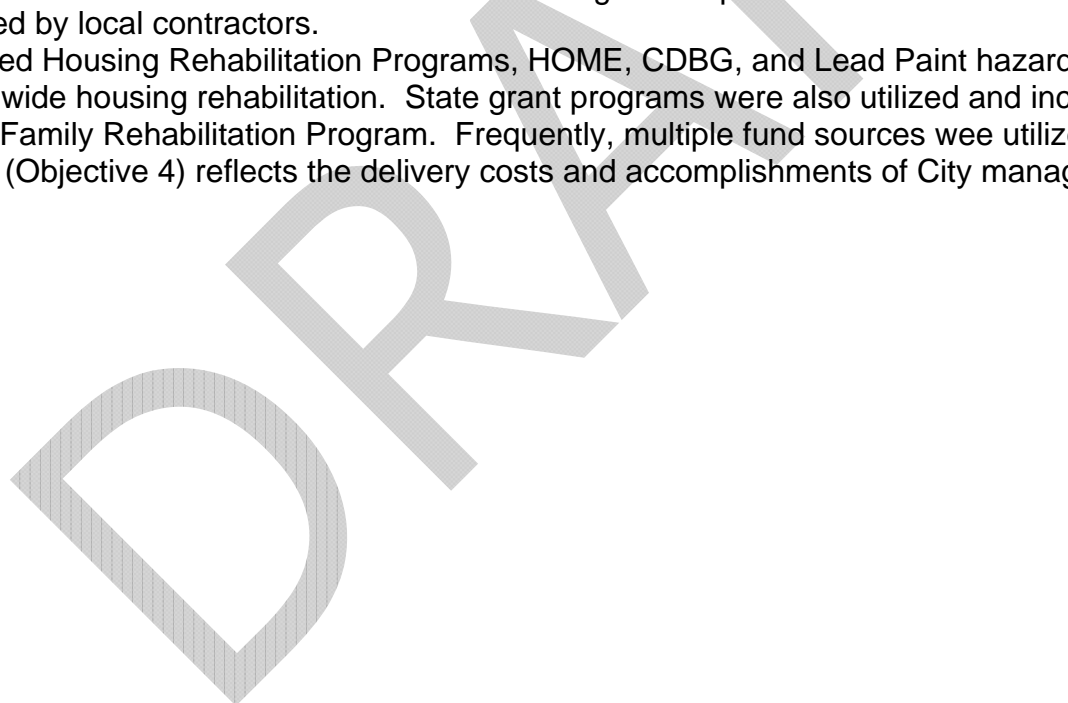 ed by local contractors.
ed Housing Rehabilitation Programs, HOME, CDBG, and Lead Paint hazard
wide housing rehabilitation.  State grant programs were also utilized and inc
Family Rehabilitation Program.  Frequently, multiple fund sources wee utilize
(Objective 4) reflects the delivery costs and accomplishments of City manag
DRA